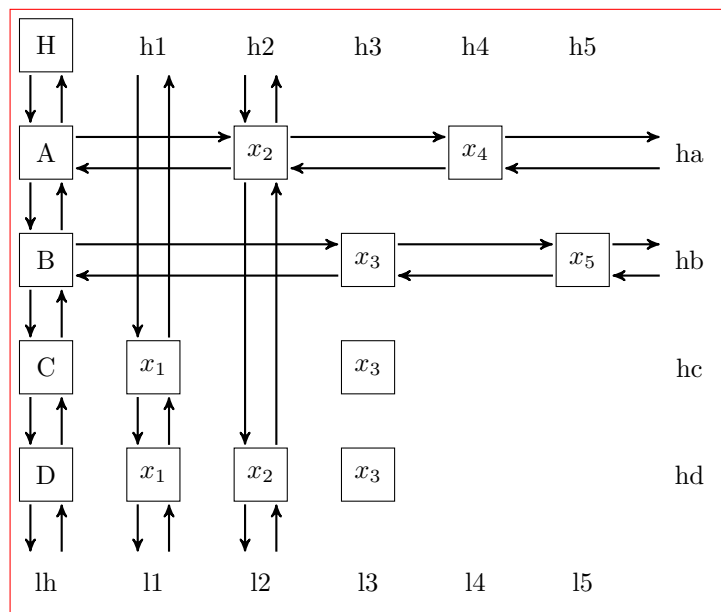 H h1 h2 h3 h4 h5
A x₂ x₄ ha
B x₃ x₅ hb
C x₁ x₃ hc
D x₁ x₂ x₃ hd
lh l1 l2 l3 l4 l5